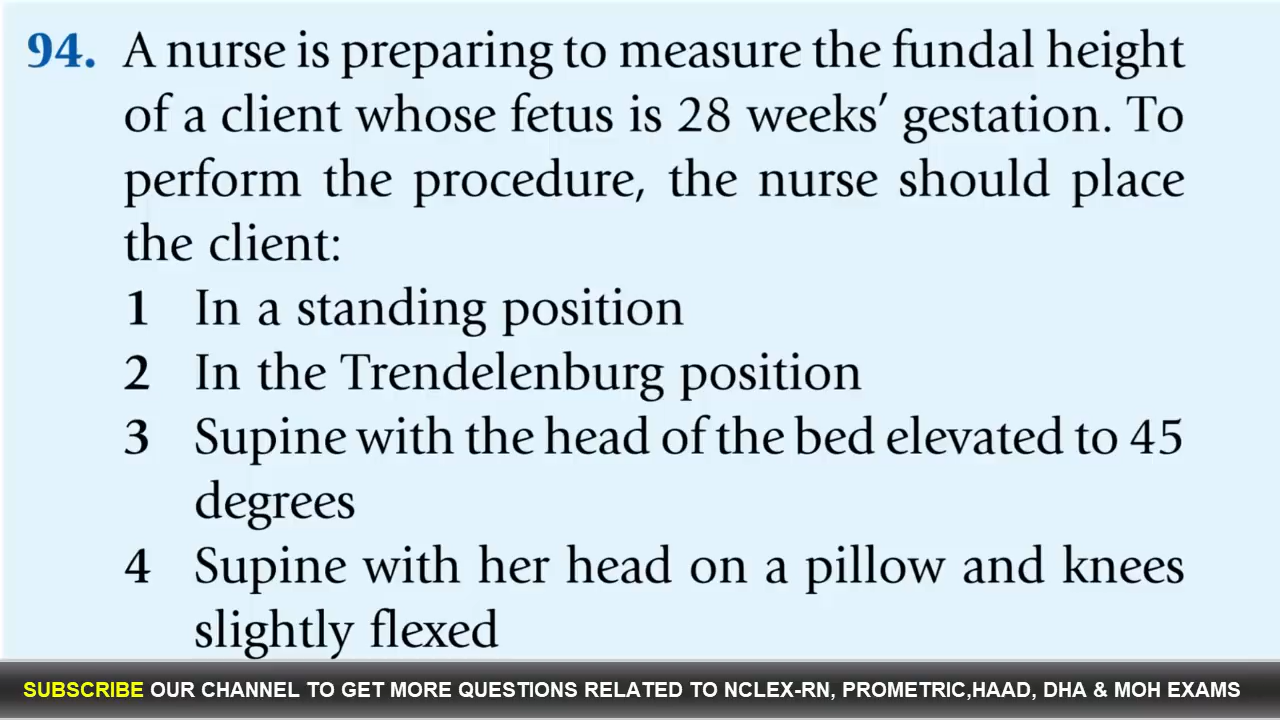 94. A nurse is preparing to measure the fundal height
of a client whose fetus is 28 weeks’ gestation. To
perform the procedure, the nurse should place
the client:
1 In a standing position
2 In the Trendelenburg position
3 Supine with the head of the bed elevated to 45
degrees
4 Supine with her head on a pillow and knees
slightly flexed
SUBSCRIBE OUR CHANNEL TO GET MORE QUESTIONS RELATED TO NCLEX-RN, PROMETRIC,HAAD, DHA & MOH EXAMS